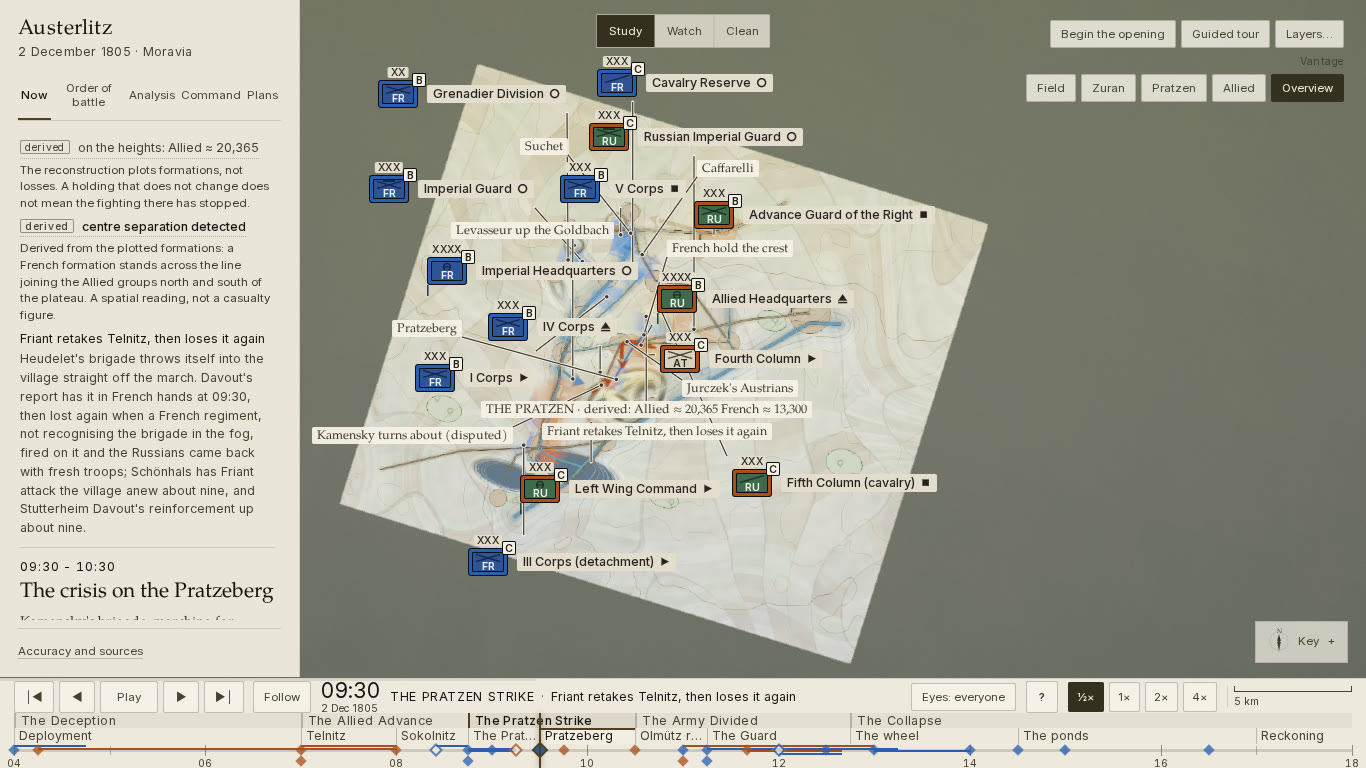 Austerlitz
2 December 1805 · Moravia
Now
Order of battle
Analysis
Command
Plans
derived on the heights: Allied ≈ 20,365
The reconstruction plots formations, not
losses. A holding that does not change does
not mean the fighting there has stopped.
derived centre separation detected
Derived from the plotted formations: a
French formation stands across the line
joining the Allied groups north and south of
the plateau. A spatial reading, not a casualty
figure.
Friant retakes Telnitz, then loses it again
Heudelet's brigade throws itself into the
village straight off the march. Davout's
report has it in French hands at 09:30,
then lost again when a French regiment,
not recognising the brigade in the fog,
fired on it and the Russians came back
with fresh troops; Schönhals has Friant
attack the village anew about nine, and
Stutterheim Davout's reinforcement up
about nine.
09:30 - 10:30
The crisis on the Pratzeberg
Accuracy and sources
Study
Watch
Clean
Begin the opening
Guided tour
Layers...
Vantage
Field
Zuran
Pratzen
Allied
Overview
XX B FR Grenadier Division
XXX C FR Cavalry Reserve
XXX C RU Russian Imperial Guard
Suchet
Caffarelli
XXX B FR Imperial Guard
XXX B FR V Corps
XXX B RU Advance Guard of the Right
Levasseur up the Goldbach
French hold the crest
XXXX B FR Imperial Headquarters
XXXX B RU Allied Headquarters
XXX B FR IV Corps
Pratzeberg
XXX C AT Fourth Column
XXX B FR I Corps
Jurczek's Austrians
THE PRATZEN · derived: Allied ≈ 20,365 French ≈ 13,300
Kamensky turns about (disputed)
Friant retakes Telnitz, then loses it again
XXX C RU Left Wing Command
XXX C RU Fifth Column (cavalry)
XXX C FR III Corps (detachment)
N
Key +
Play
Follow
09:30
2 Dec 1805
THE PRATZEN STRIKE · Friant retakes Telnitz, then loses it again
Eyes: everyone
?
½×
1×
2×
4×
5 km
The Deception
The Allied Advance
The Pratzen Strike
The Army Divided
The Collapse
Deployment
Telnitz
Sokolnitz
The Prat...
Pratzeberg
Olmütz r...
The Guard
The wheel
The ponds
Reckoning
04
06
08
10
12
14
16
18